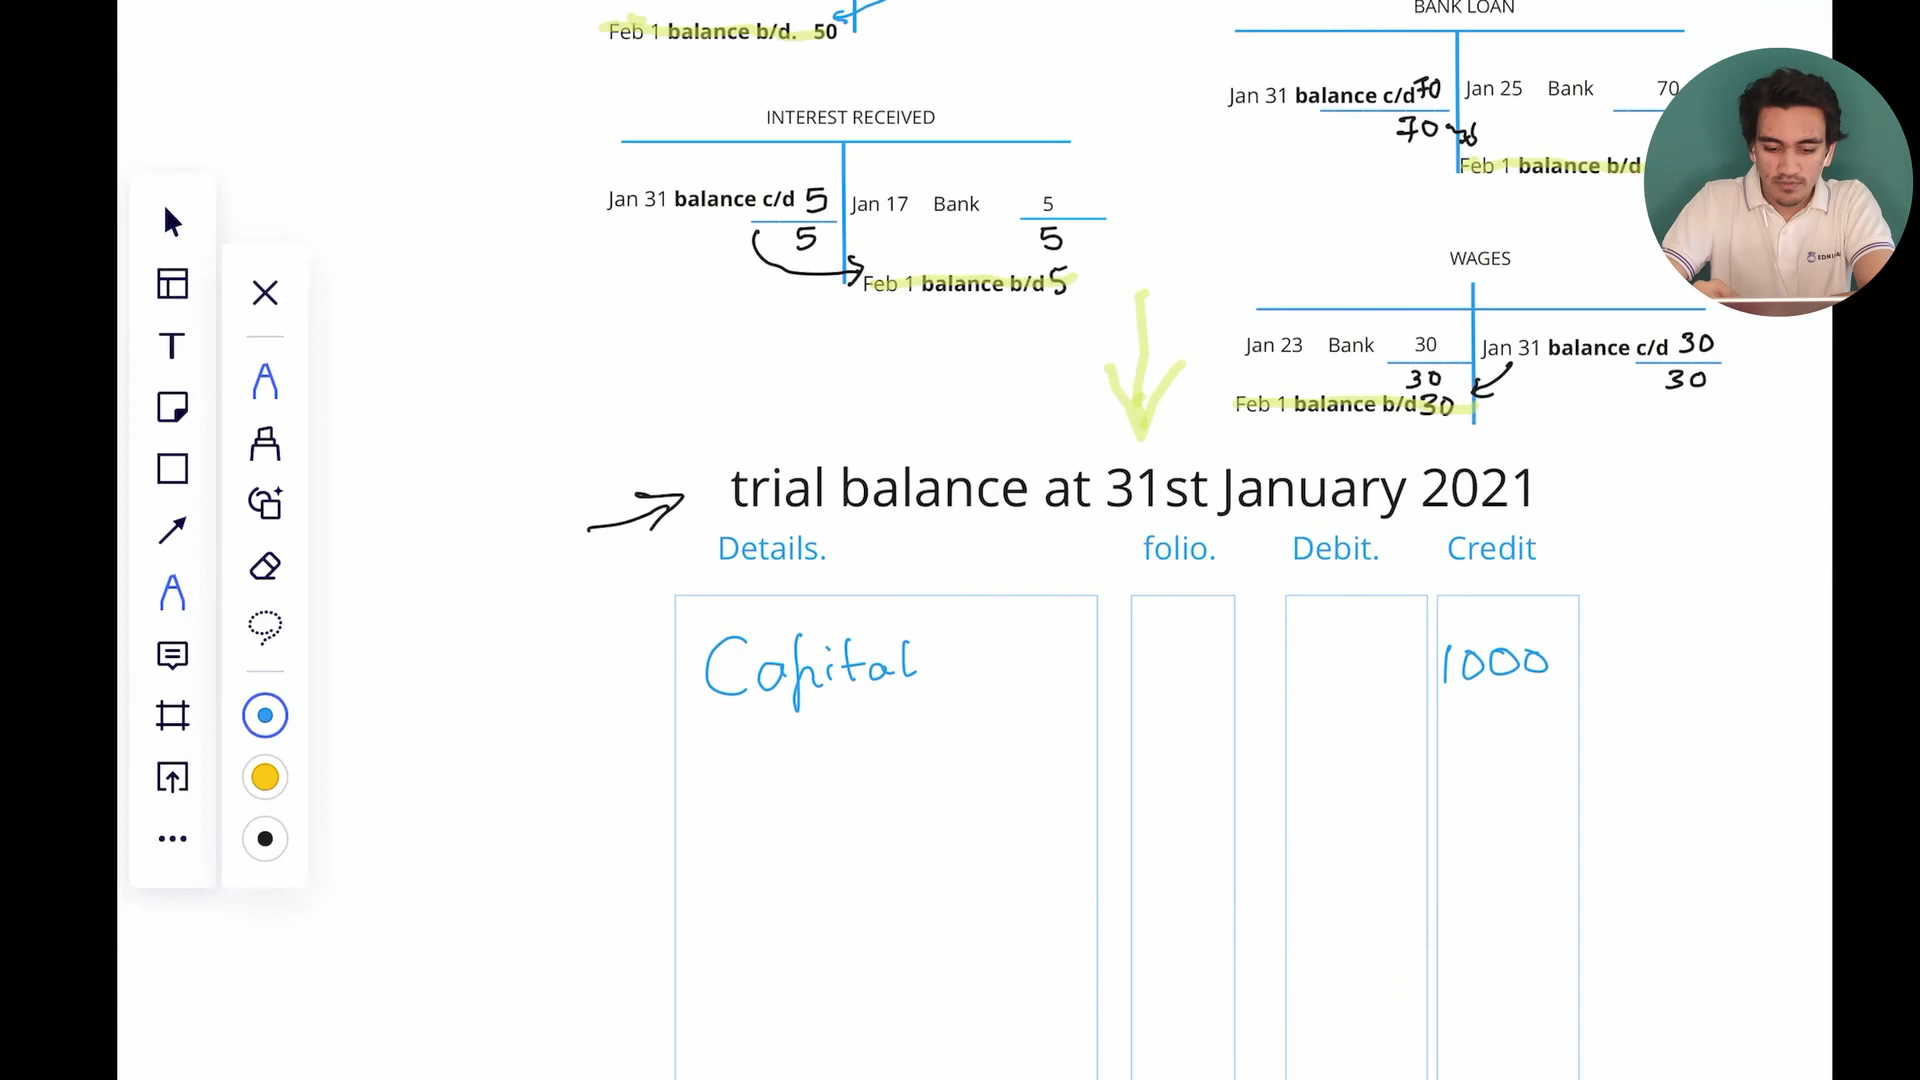 Feb 1 balance b/d. 50
BANK LOAN
Jan 31 balance c/d 70
Jan 25 Bank 70
70
Feb 1 balance b/d
INTEREST RECEIVED
Jan 31 balance c/d 5
Jan 17 Bank 5
5
5
Feb 1 balance b/d 5
WAGES
Jan 23 Bank 30
Jan 31 balance c/d 30
30
30
Feb 1 balance b/d 30
trial balance at 31st January 2021
Details. folio. Debit. Credit
Capital 1000
T